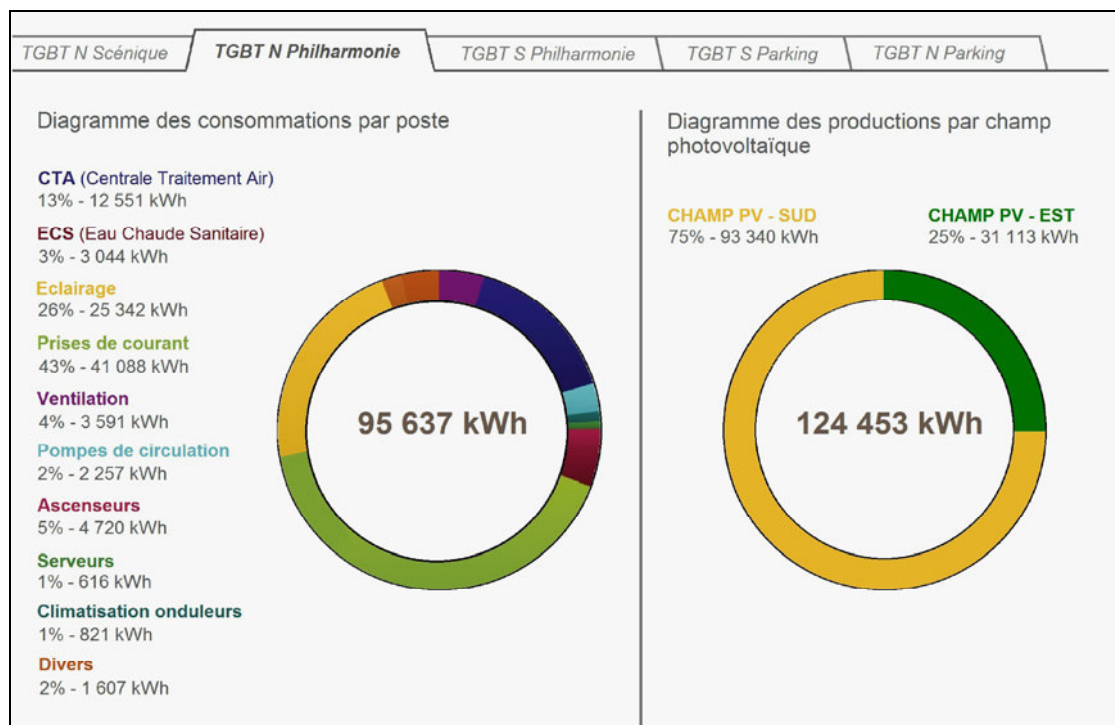 TGBT N Scénique
TGBT N Philharmonie
TGBT S Philharmonie
TGBT S Parking
TGBT N Parking
Diagramme des consommations par poste
CTA (Centrale Traitement Air)
13% - 12 551 kWh
ECS (Eau Chaude Sanitaire)
3% - 3 044 kWh
Eclairage
26% - 25 342 kWh
Prises de courant
43% - 41 088 kWh
Ventilation
4% - 3 591 kWh
Pompes de circulation
2% - 2 257 kWh
Ascenseurs
5% - 4 720 kWh
Serveurs
1% - 616 kWh
Climatisation onduleurs
1% - 821 kWh
Divers
2% - 1 607 kWh
95 637 kWh
Diagramme des productions par champ
photovoltaïque
CHAMP PV - SUD
75% - 93 340 kWh
CHAMP PV - EST
25% - 31 113 kWh
124 453 kWh